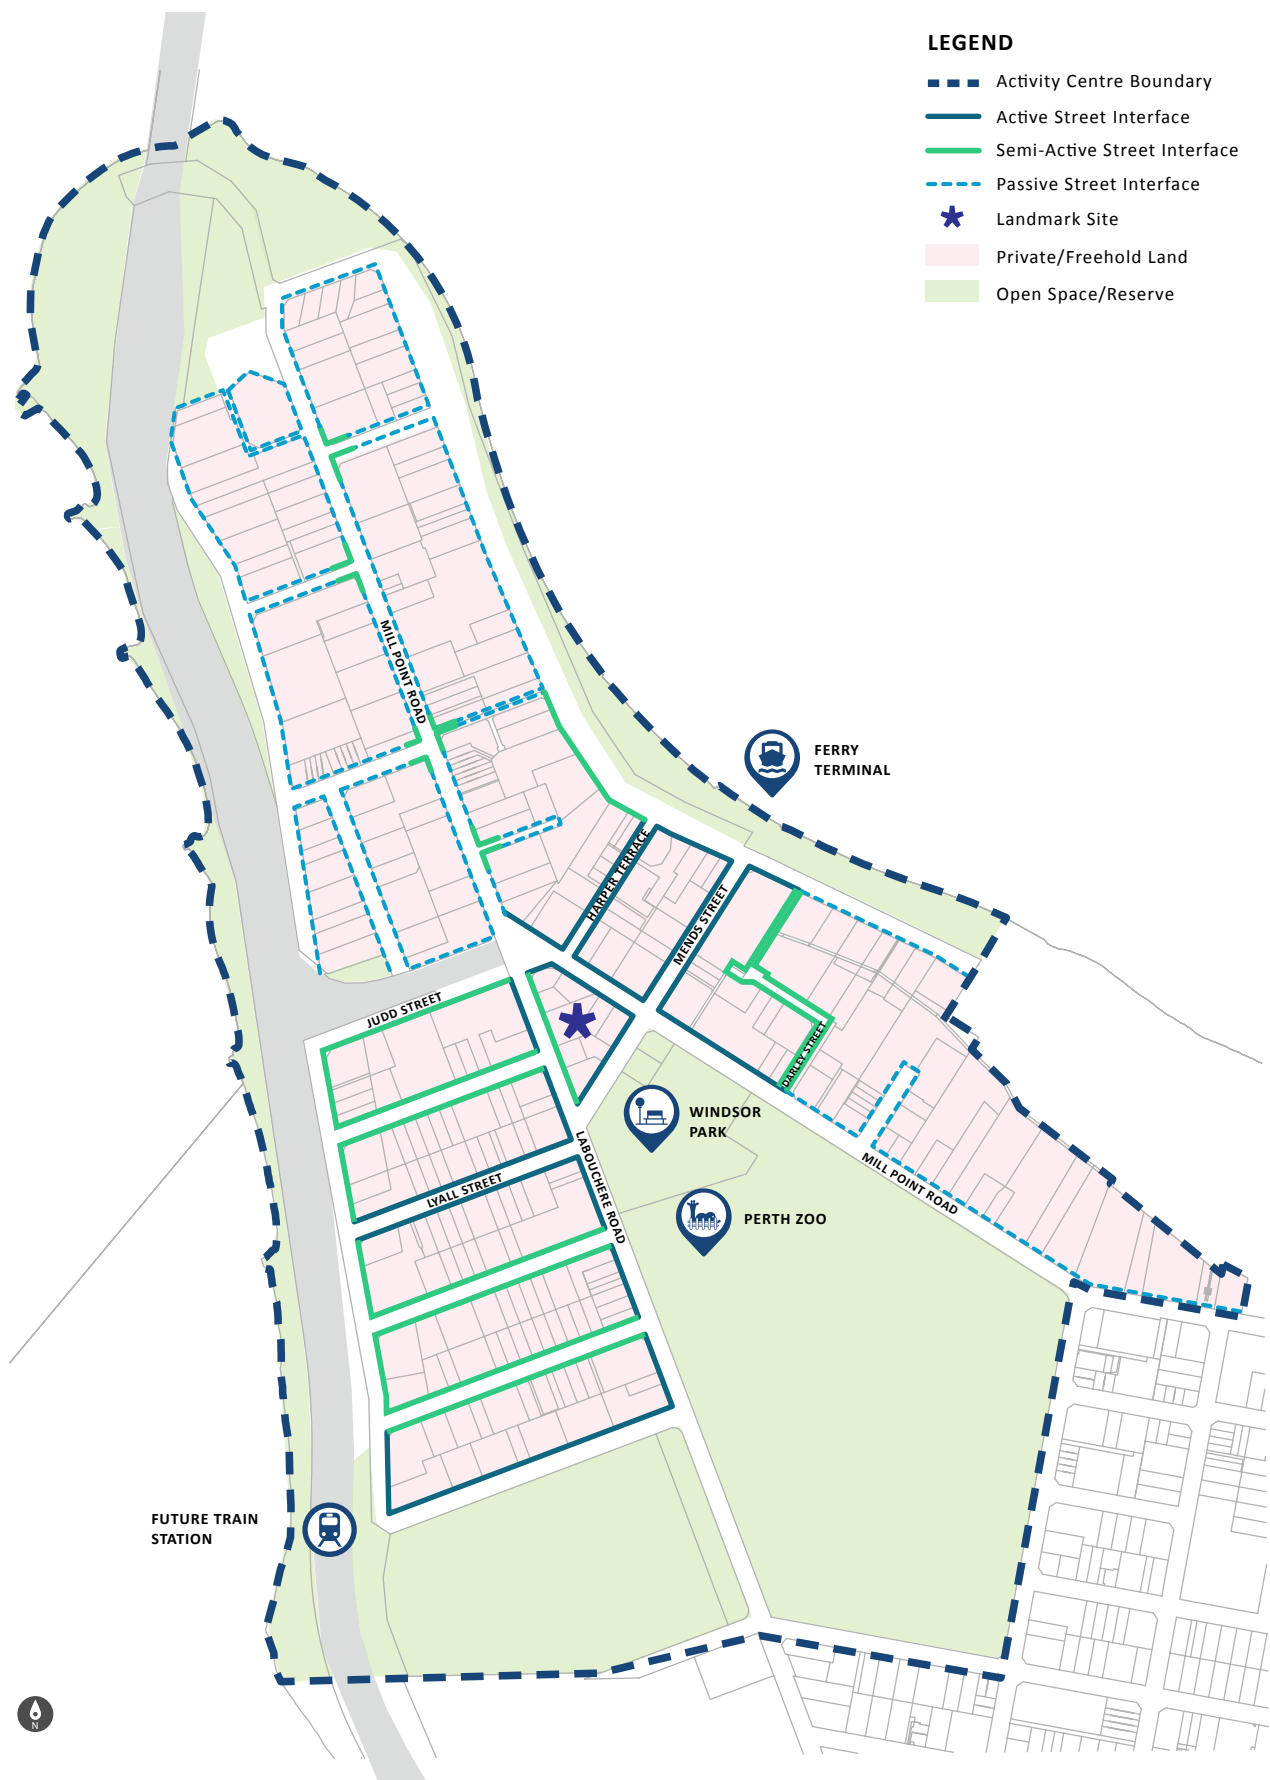 LEGEND
Activity Centre Boundary
Active Street Interface
Semi-Active Street Interface
Passive Street Interface
Landmark Site
Private/Freehold Land
Open Space/Reserve
MILL POINT ROAD
FERRY
TERMINAL
HARPER TERRACE
MENDS STREET
JUDD STREET
DARLEY STREET
WINDSOR
PARK
LABOUCHERE ROAD
MILL POINT ROAD
LYALL STREET
PERTH ZOO
FUTURE TRAIN
STATION
N